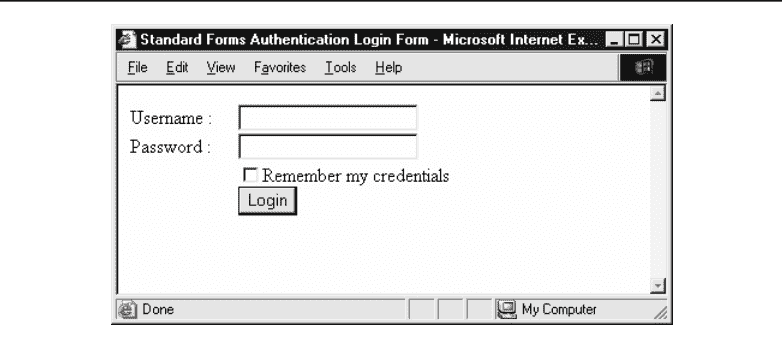 Standard Forms Authentication Login Form - Microsoft Internet Ex...
File Edit View Favorites Tools Help
Username :
Password :
Remember my credentials
Login
Done My Computer